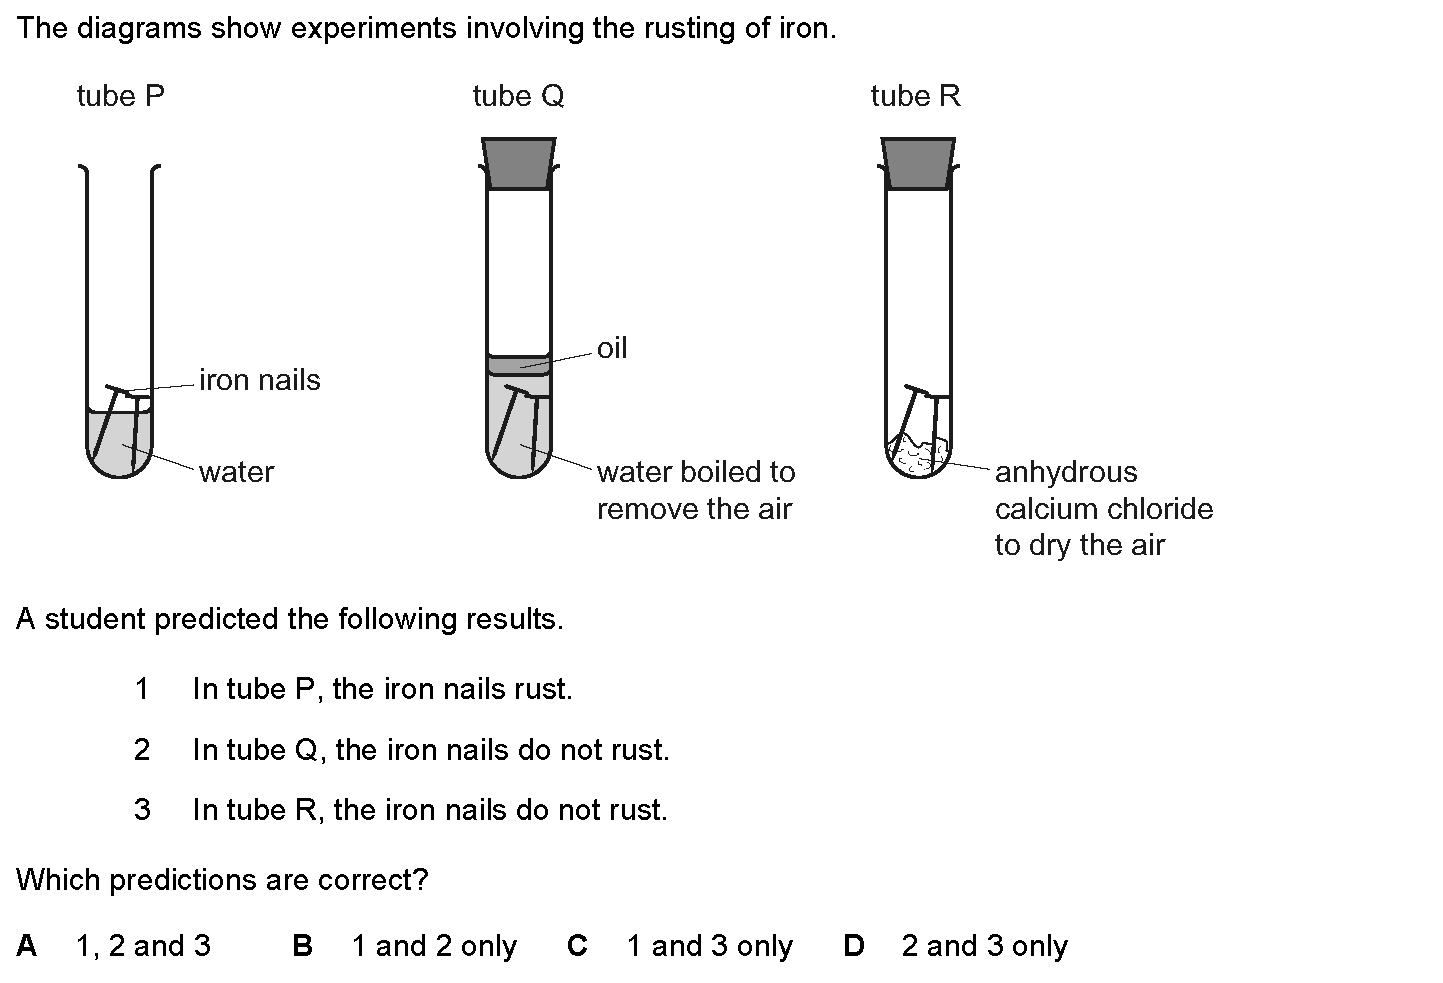 The diagrams show experiments involving the rusting of iron.
tube P
tube Q
tube R
iron nails
water
oil
water boiled to
remove the air
anhydrous
calcium chloride
to dry the air
A student predicted the following results.
1 In tube P, the iron nails rust.
2 In tube Q, the iron nails do not rust.
3 In tube R, the iron nails do not rust.
Which predictions are correct?
A 1, 2 and 3 B 1 and 2 only C 1 and 3 only D 2 and 3 only